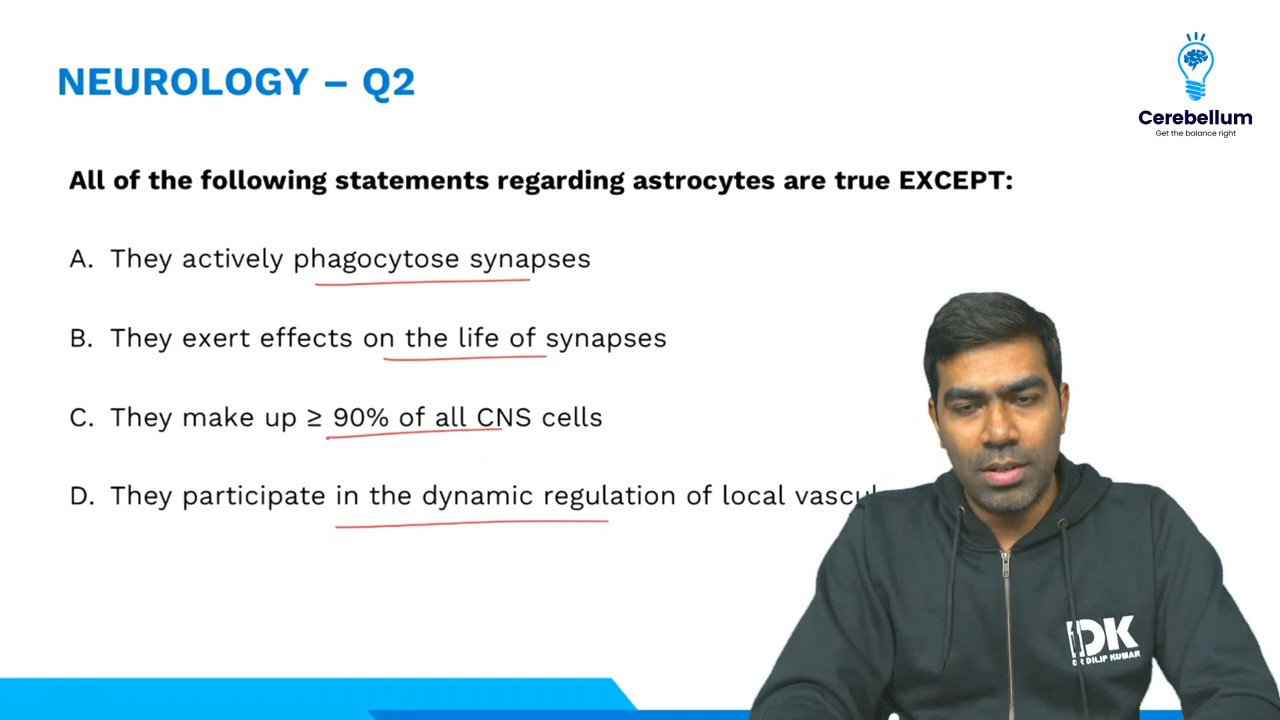 NEUROLOGY – Q2
Cerebellum
Get the balance right
All of the following statements regarding astrocytes are true EXCEPT:
A. They actively phagocytose synapses
B. They exert effects on the life of synapses
C. They make up ≥ 90% of all CNS cells
D. They participate in the dynamic regulation of local
DK
DR DILIP KUMAR